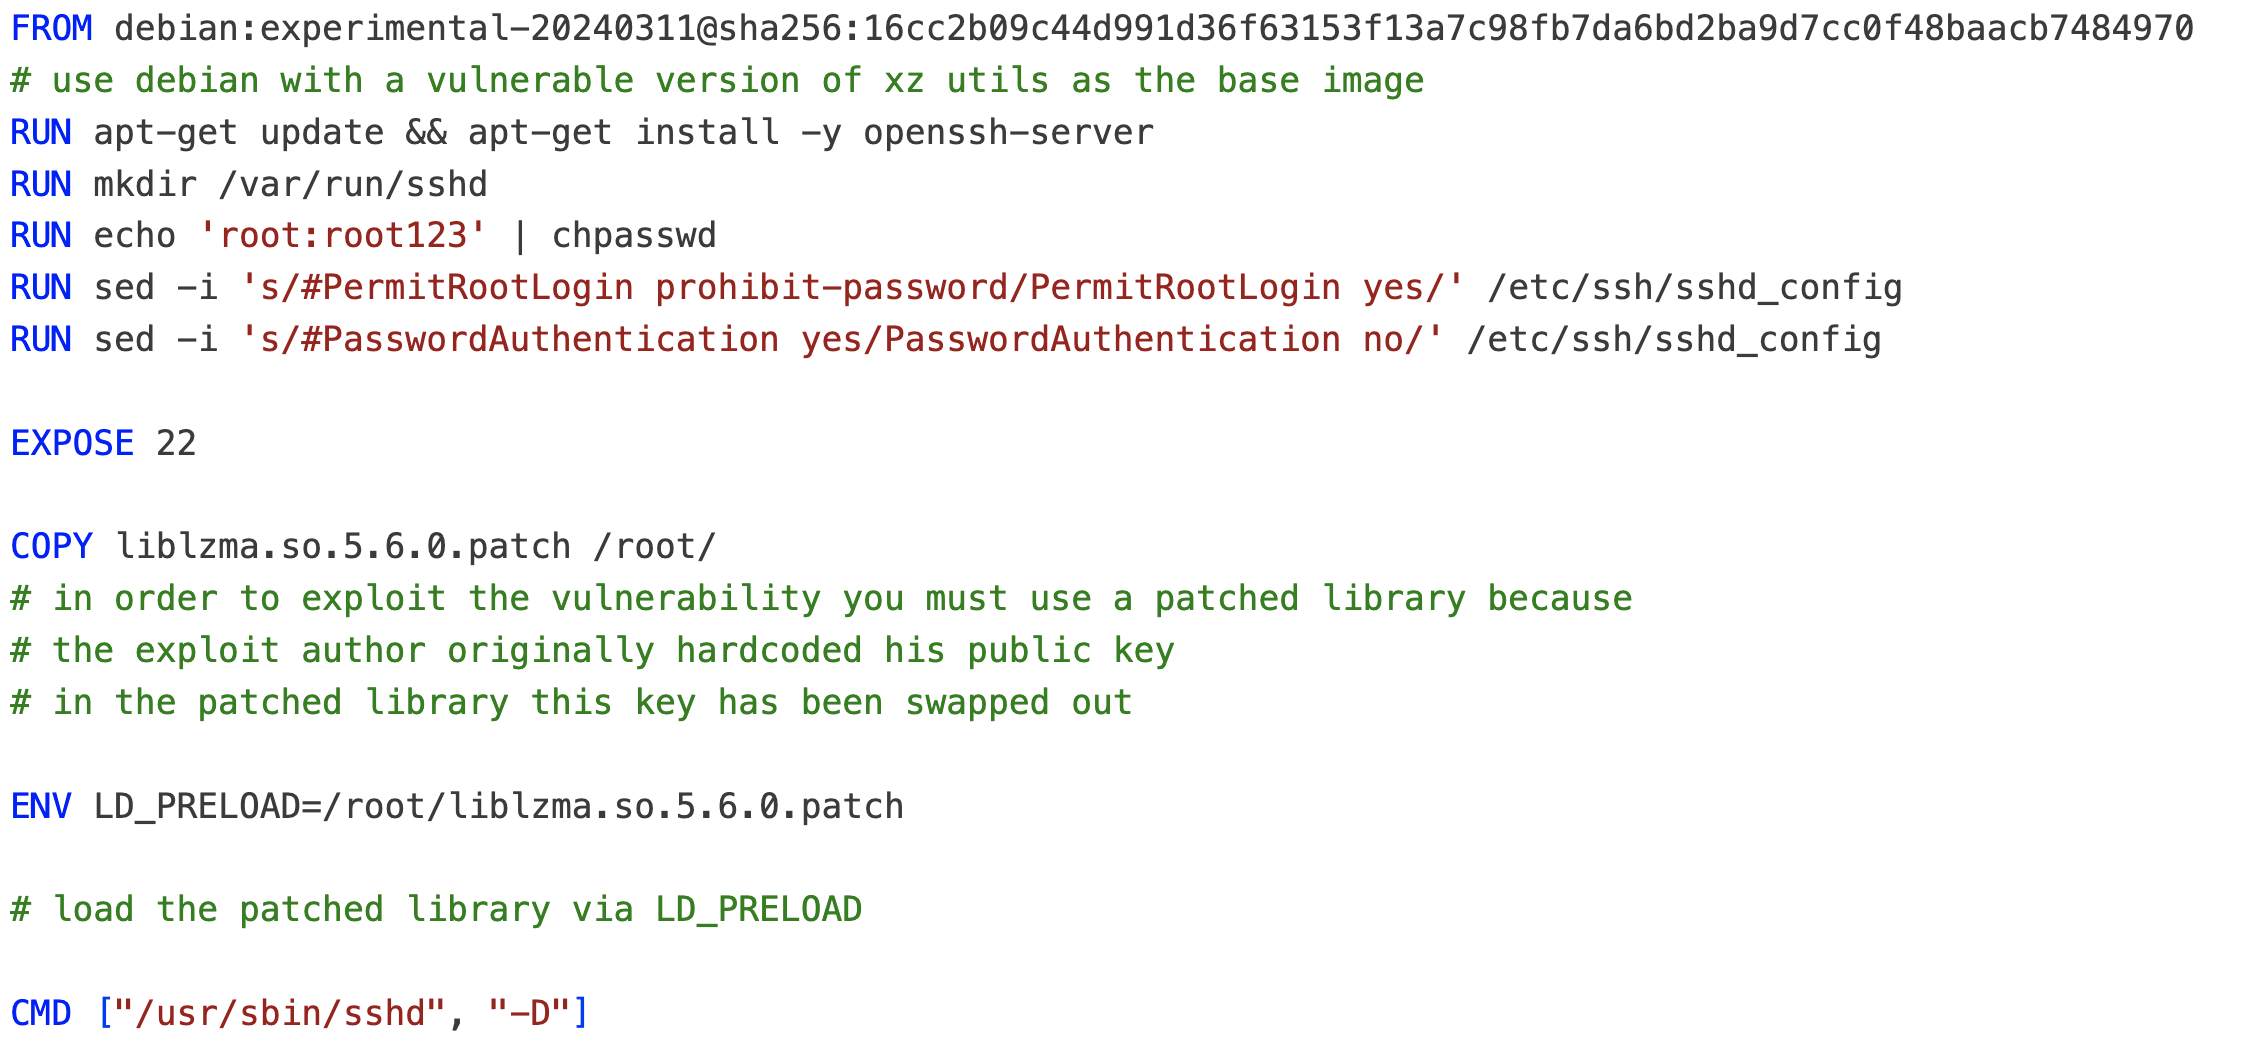 FROM debian:experimental-20240311@sha256:16cc2b09c44d991d36f63153f13a7c98fb7da6bd2ba9d7cc0f48baacb7484970
# use debian with a vulnerable version of xz utils as the base image
RUN apt-get update && apt-get install -y openssh-server
RUN mkdir /var/run/sshd
RUN echo 'root:root123' | chpasswd
RUN sed -i 's/#PermitRootLogin prohibit-password/PermitRootLogin yes/' /etc/ssh/sshd_config
RUN sed -i 's/#PasswordAuthentication yes/PasswordAuthentication no/' /etc/ssh/sshd_config
EXPOSE 22
COPY liblzma.so.5.6.0.patch /root/
# in order to exploit the vulnerability you must use a patched library because
# the exploit author originally hardcoded his public key
# in the patched library this key has been swapped out
ENV LD_PRELOAD=/root/liblzma.so.5.6.0.patch
# load the patched library via LD_PRELOAD
CMD ["/usr/sbin/sshd", "-D"]